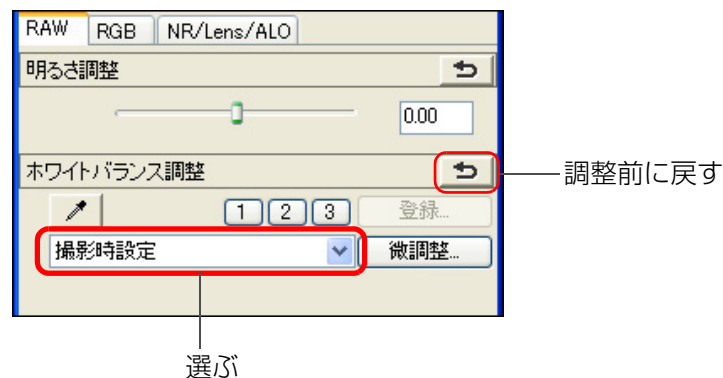 RAW RGB NR/Lens/ALO
明るさ調整
0.00
ホワイトバランス調整
調整前に戻す
1 2 3 登録...
撮影時設定 微調整...
選ぶ